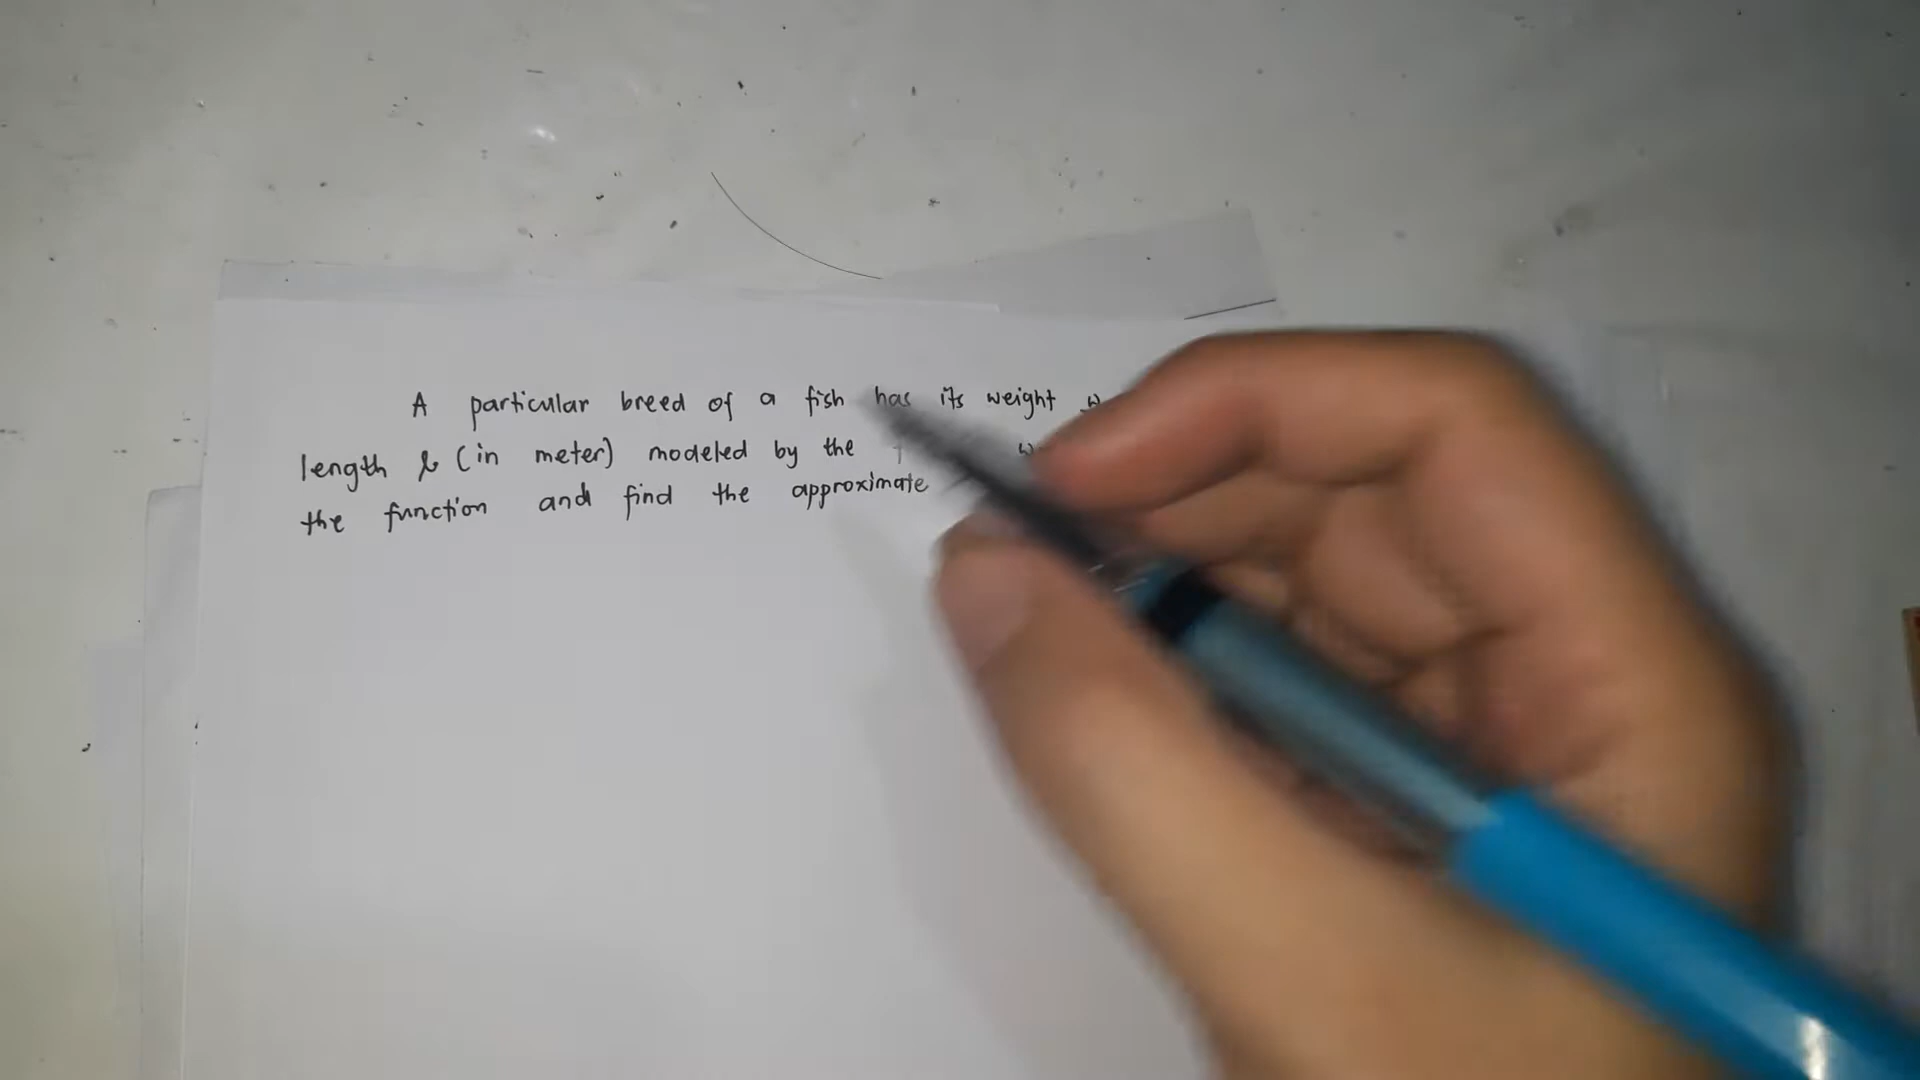 A particular breed of a fish has its weight w
length l (in meter) modeled by the w
the function and find the approximate